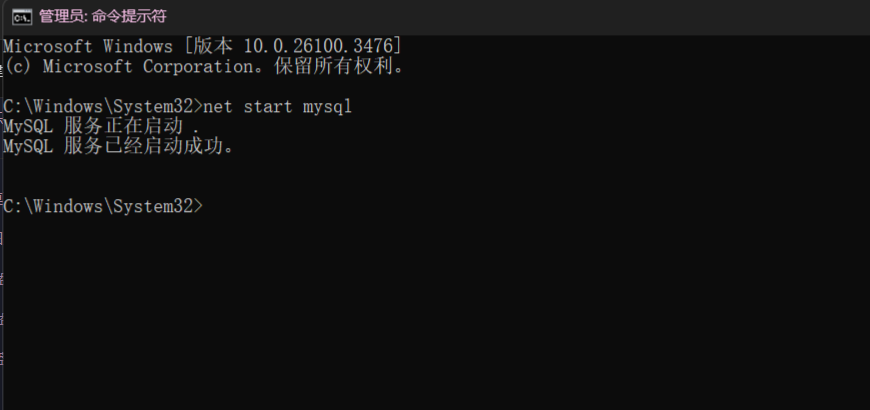 管理员: 命令提示符
Microsoft Windows [版本 10.0.26100.3476]
(c) Microsoft Corporation。保留所有权利。
C:\Windows\System32>net start mysql
MySQL 服务正在启动 .
MySQL 服务已经启动成功。
C:\Windows\System32>